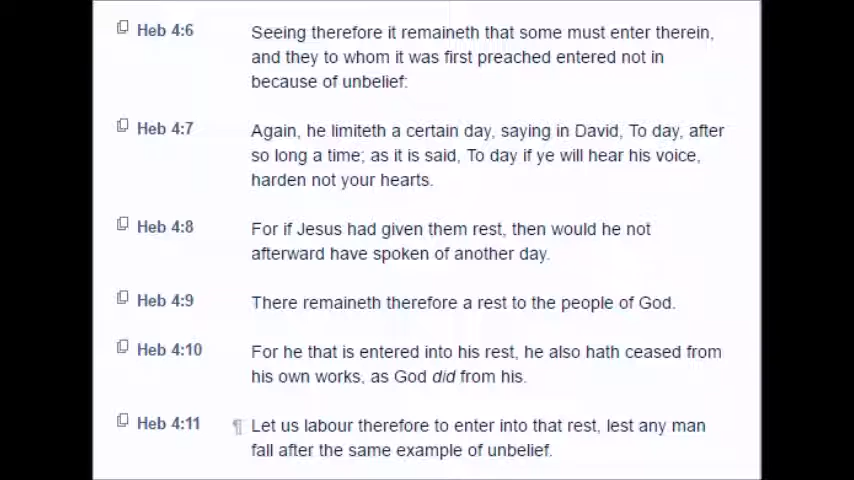 Heb 4:6 Seeing therefore it remaineth that some must enter therein,
and they to whom it was first preached entered not in
because of unbelief:
Heb 4:7 Again, he limiteth a certain day, saying in David, To day, after
so long a time; as it is said, To day if ye will hear his voice,
harden not your hearts.
Heb 4:8 For if Jesus had given them rest, then would he not
afterward have spoken of another day.
Heb 4:9 There remaineth therefore a rest to the people of God.
Heb 4:10 For he that is entered into his rest, he also hath ceased from
his own works, as God did from his.
Heb 4:11 ¶ Let us labour therefore to enter into that rest, lest any man
fall after the same example of unbelief.